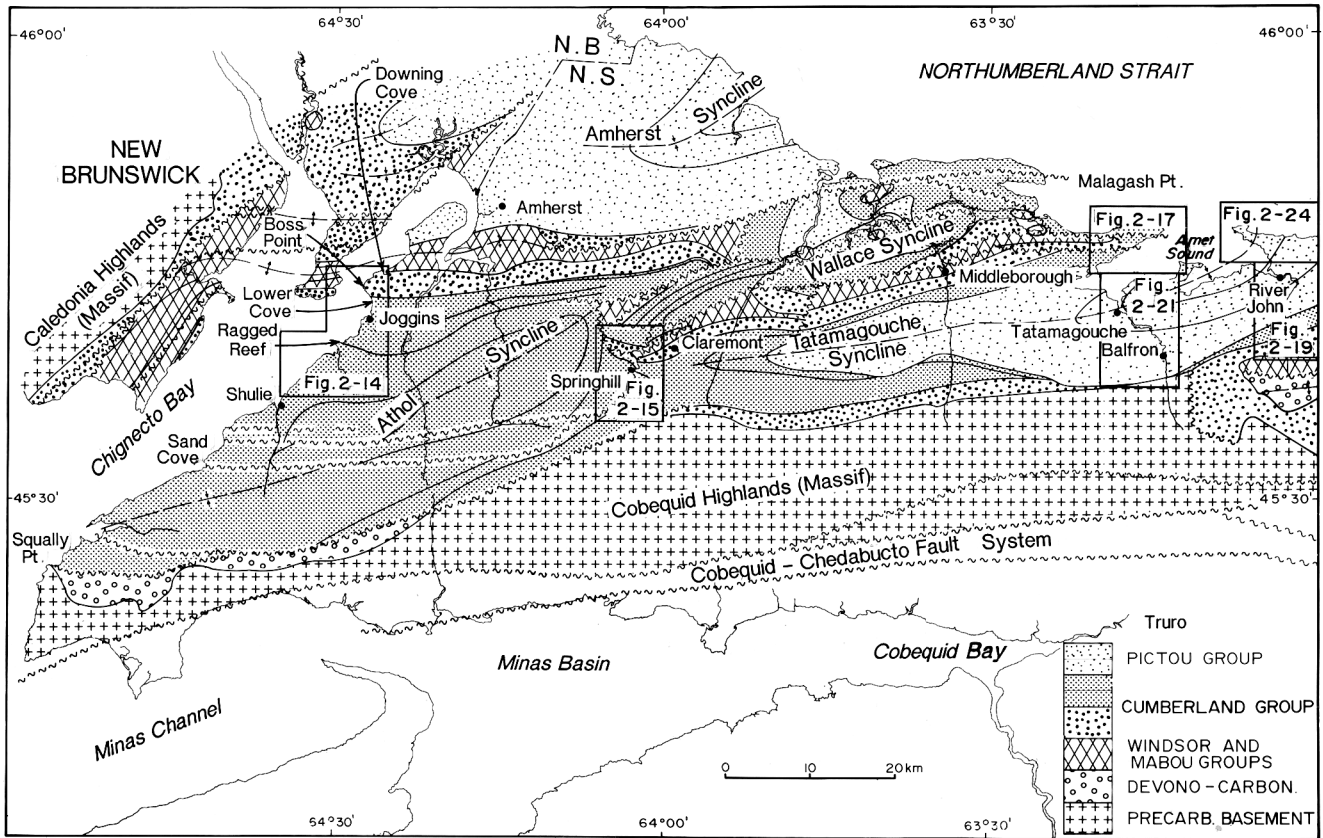 64°30'
64°00'
63°30'
46°00'
46°00'
N.B
N.S
NORTHUMBERLAND STRAIT
Downing
Cove
Syncline
Amherst
NEW
BRUNSWICK
Malagash Pt.
Amherst
Boss
Point
Fig. 2-17
Fig. 2-24
Amet
Sound
Caledonia Highlands
(Massif)
Wallace Syncline
Middleborough
Lower
Cove
Joggins
Fig.
2-21
River
John
Ragged
Reef
Syncline
Claremont
Tatamagouche
Syncline
Tatamagouche
Balfron
Fig.
2-19
Fig. 2-14
Springhill
Fig
2-15
Shulie
Athol
Chignecto Bay
Sand
Cove
45°30'
45°30'
Cobequid Highlands (Massif)
Squally
Pt.
Cobequid - Chedabucto Fault System
Truro
Minas Basin
Cobequid Bay
Minas Channel
PICTOU GROUP
CUMBERLAND GROUP
WINDSOR AND
MABOU GROUPS
DEVONO-CARBON.
PRECARB. BASEMENT
0 10 20 km
64°30'
64°00'
63°30'